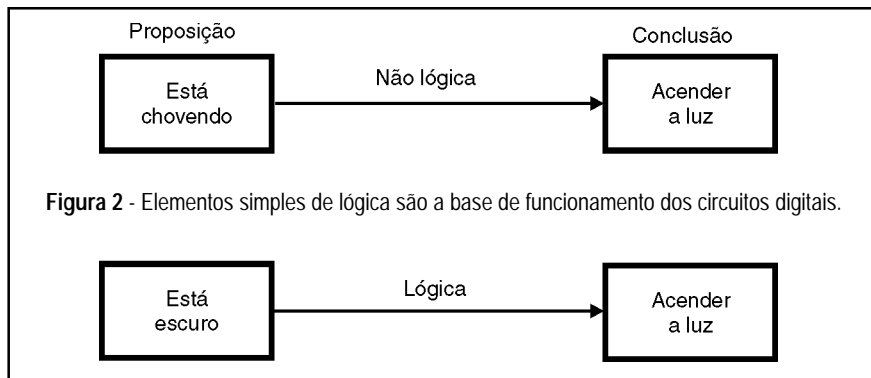 Proposição
Conclusão
Está
chovendo
Não lógica
Acender
a luz
Figura 2 - Elementos simples de lógica são a base de funcionamento dos circuitos digitais.
Está
escuro
Lógica
Acender
a luz